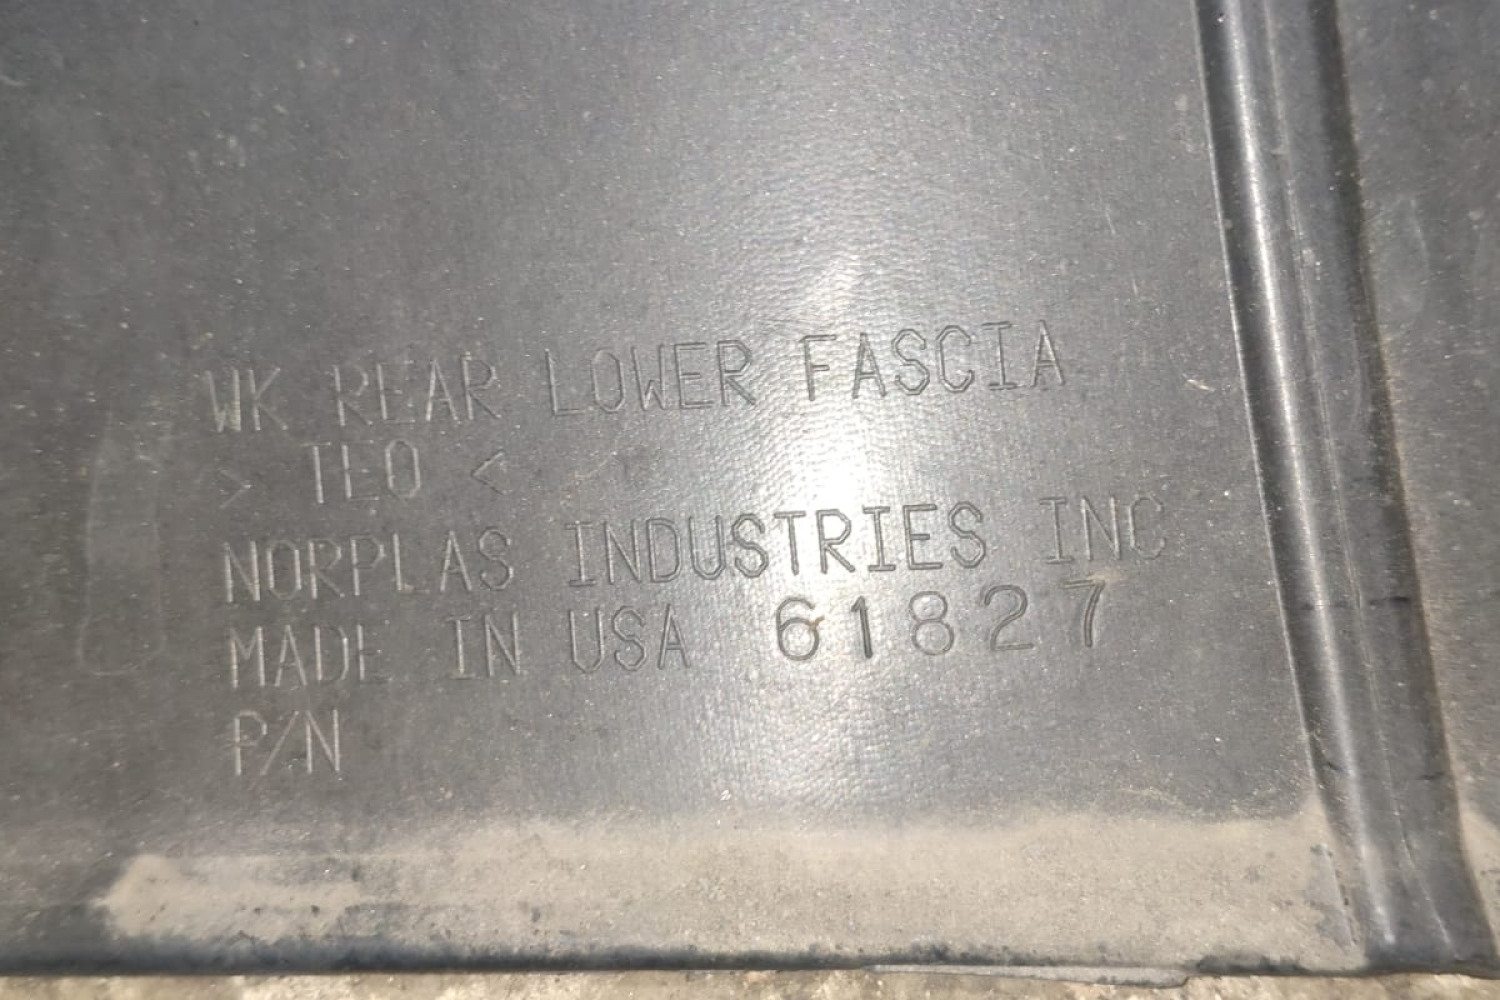 WK REAR LOWER FASCIA
> TEO <
NORPLAS INDUSTRIES INC
MADE IN USA 61827
P/N